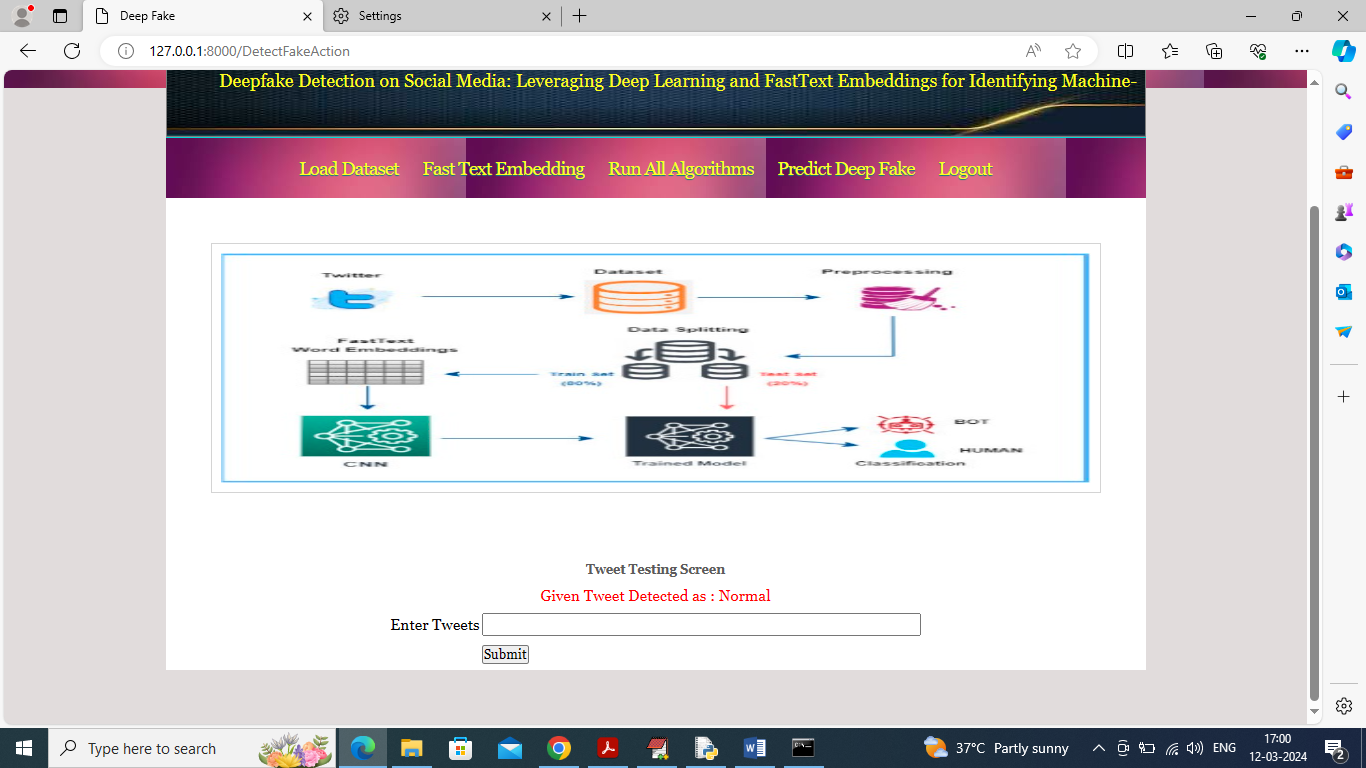 Deep Fake
Settings
127.0.0.1:8000/DetectFakeAction
Deepfake Detection on Social Media: Leveraging Deep Learning and FastText Embeddings for Identifying Machine-
Load Dataset Fast Text Embedding Run All Algorithms Predict Deep Fake Logout
Twitter
Dataset
Preprocessing
FastText
Word Embeddings
Data Splitting
Train set
(80%)
Test set
(20%)
CNN
Trained Model
BOT
HUMAN
Classification
Tweet Testing Screen
Given Tweet Detected as : Normal
Enter Tweets
Submit
Type here to search
37°C Partly sunny
ENG
17:00
12-03-2024
2